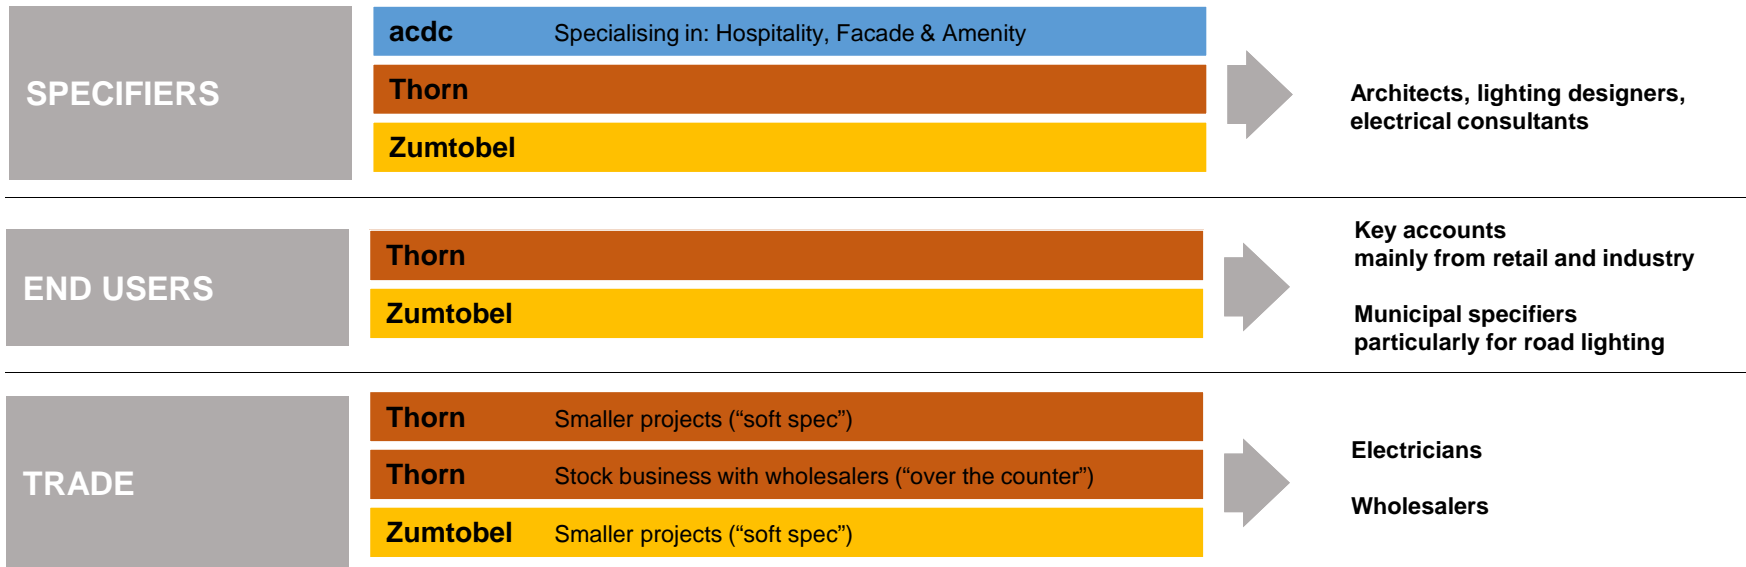 SPECIFIERS
acdc Specialising in: Hospitality, Facade & Amenity
Thorn
Zumtobel
Architects, lighting designers,
electrical consultants
END USERS
Thorn
Zumtobel
Key accounts
mainly from retail and industry
Municipal specifiers
particularly for road lighting
TRADE
Thorn Smaller projects (“soft spec”)
Thorn Stock business with wholesalers (“over the counter”)
Zumtobel Smaller projects (“soft spec”)
Electricians
Wholesalers